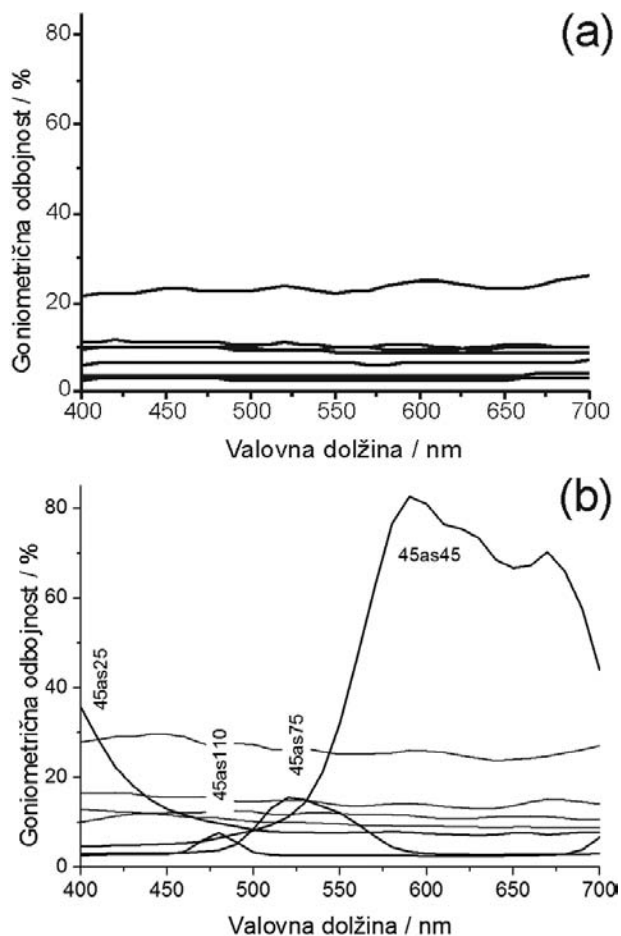 (a)
Goniometrična odbojnost / %
80
60
40
20
0
400 450 500 550 600 650 700
Valovna dolžina / nm
(b)
Goniometrična odbojnost / %
80
60
40
20
0
45as25
45as110
45as75
45as45
400 450 500 550 600 650 700
Valovna dolžina / nm